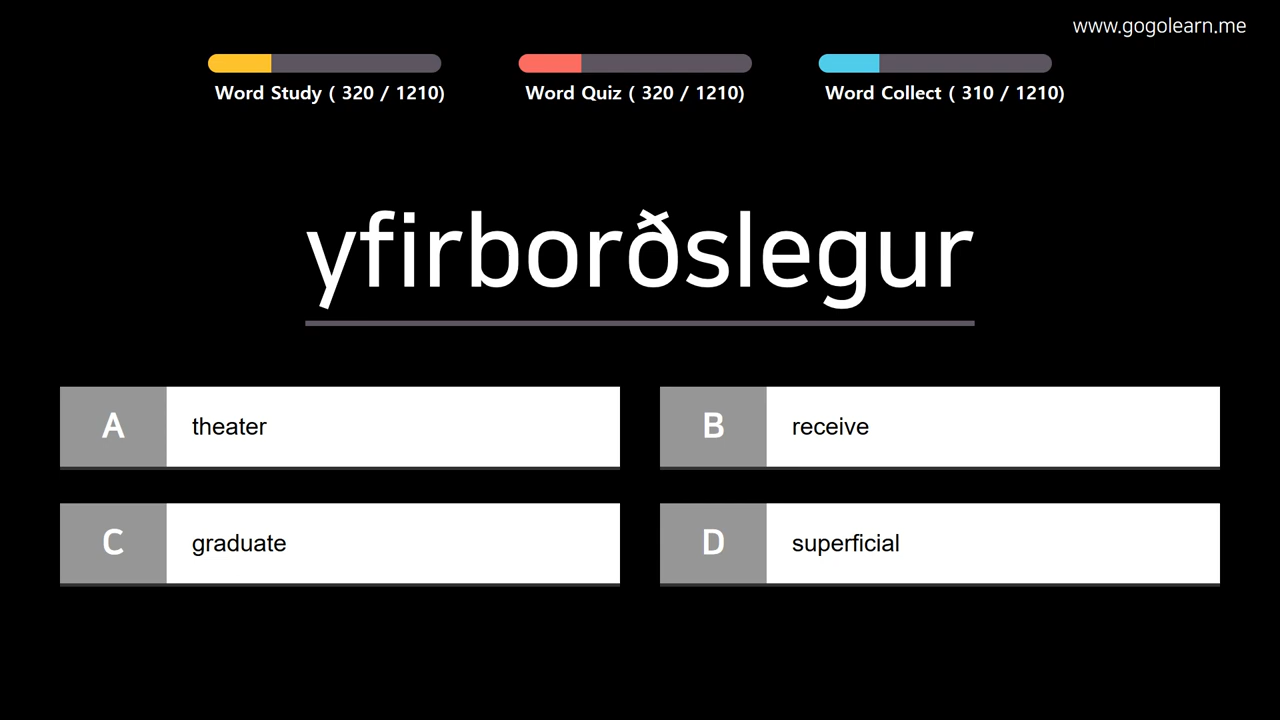 www.gogolearn.me
Word Study ( 320 / 1210)
Word Quiz ( 320 / 1210)
Word Collect ( 310 / 1210)
yfirborðslegur
A theater
B receive
C graduate
D superficial